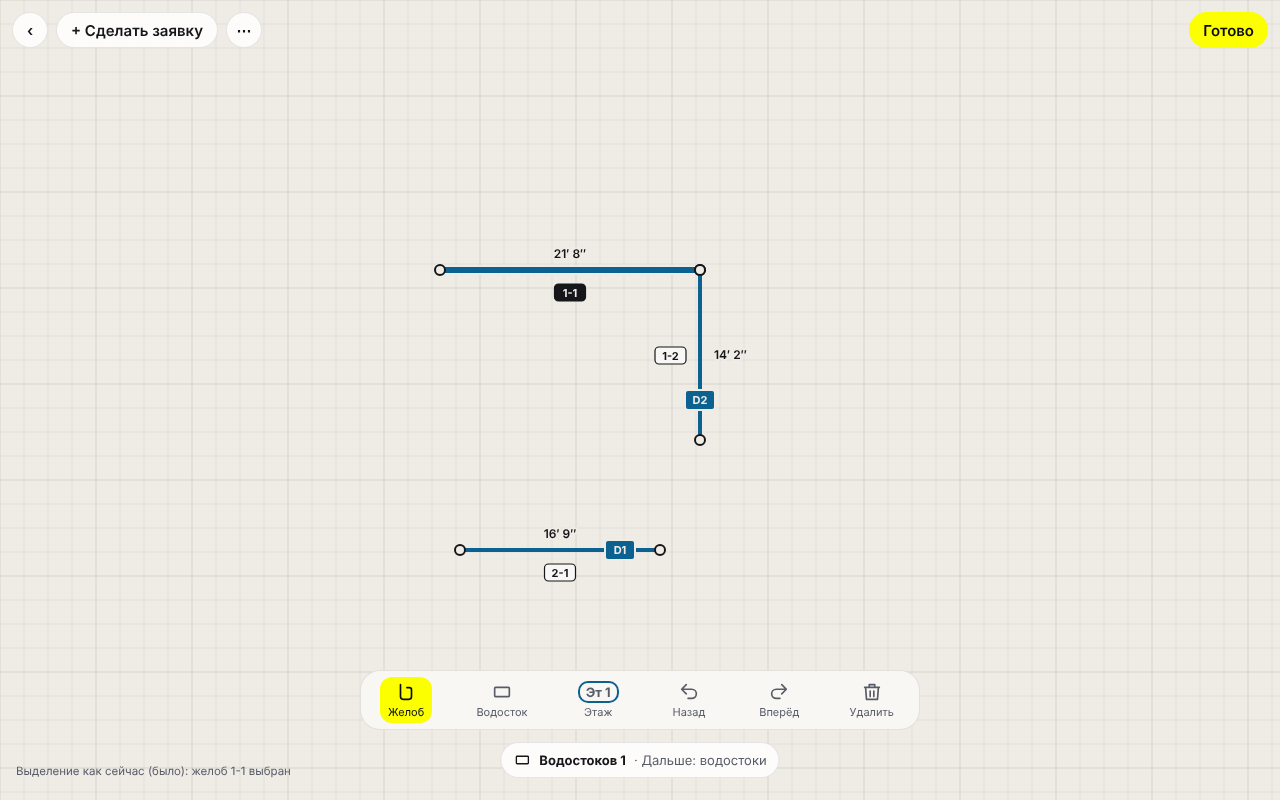 ‹
+ Сделать заявку
⋯
Готово
21′ 8′′
1-1
1-2
14′ 2′′
D2
16′ 9′′
D1
2-1
Эт 1
Желоб
Водосток
Этаж
Назад
Вперёд
Удалить
Водостоков 1 · Дальше: водостоки
Выделение как сейчас (было): желоб 1-1 выбран